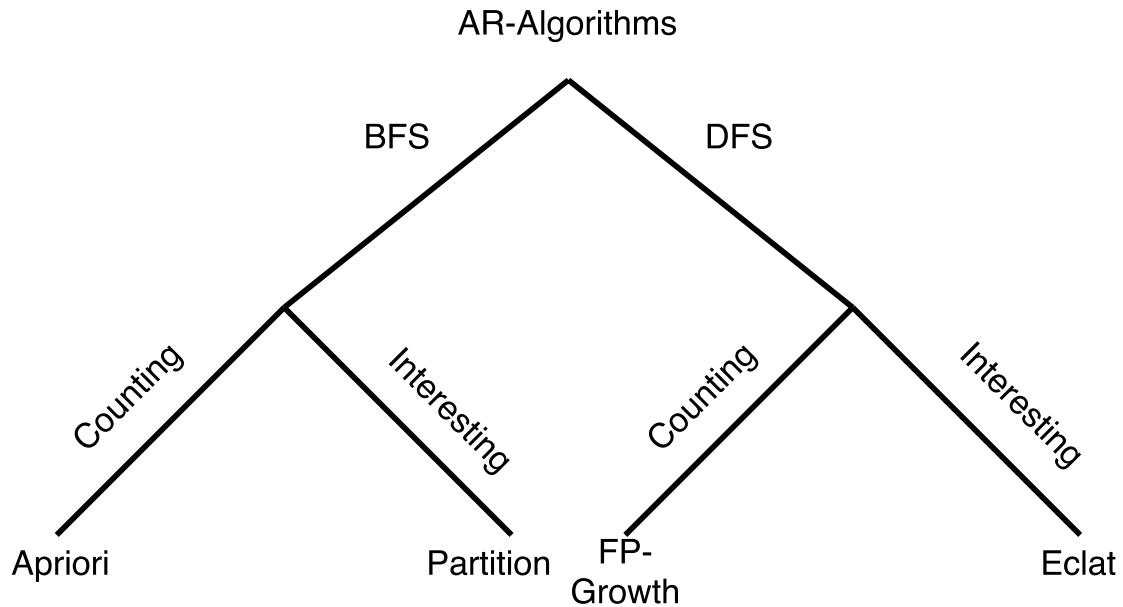 AR-Algorithms
BFS
DFS
Counting
Interesting
Counting
Interesting
Apriori
Partition
FP-
Growth
Eclat